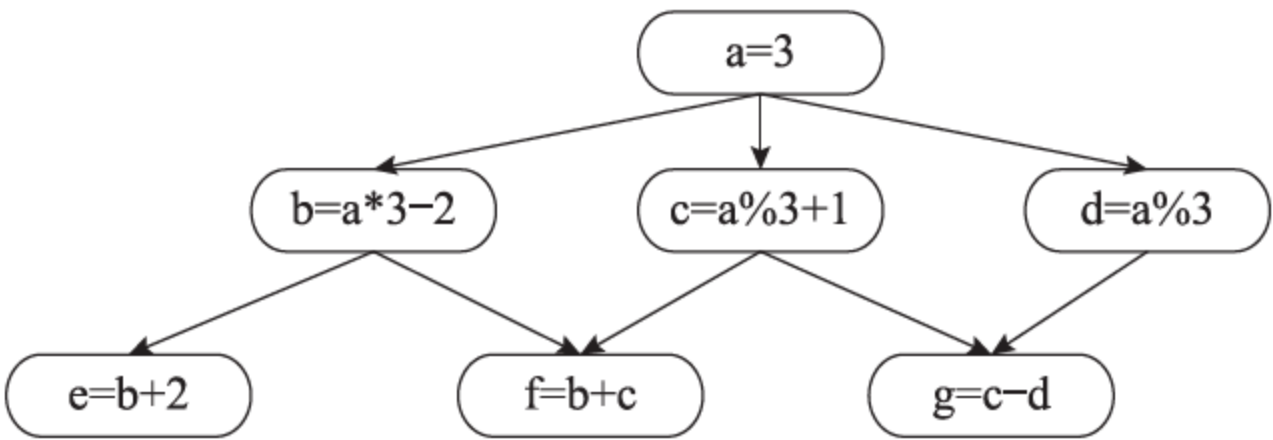 a=3
b=a*3−2
c=a%3+1
d=a%3
e=b+2
f=b+c
g=c−d